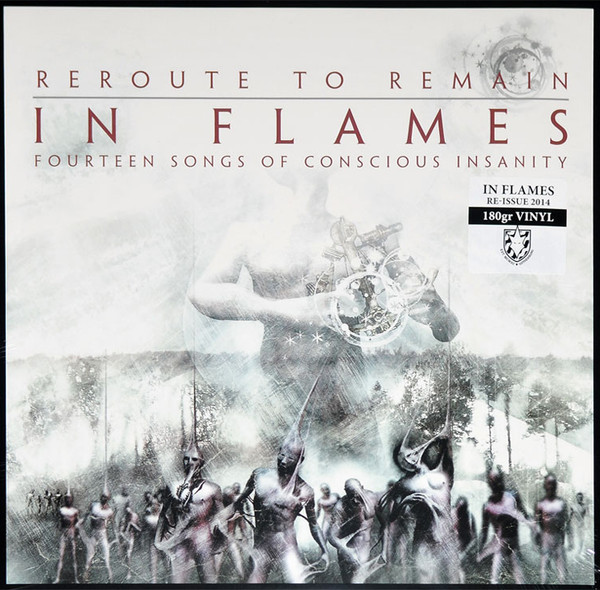 REROUTE TO REMAIN
IN FLAMES
FOURTEEN SONGS OF CONSCIOUS INSANITY
IN FLAMES
RE-ISSUE 2014
180gr VINYL